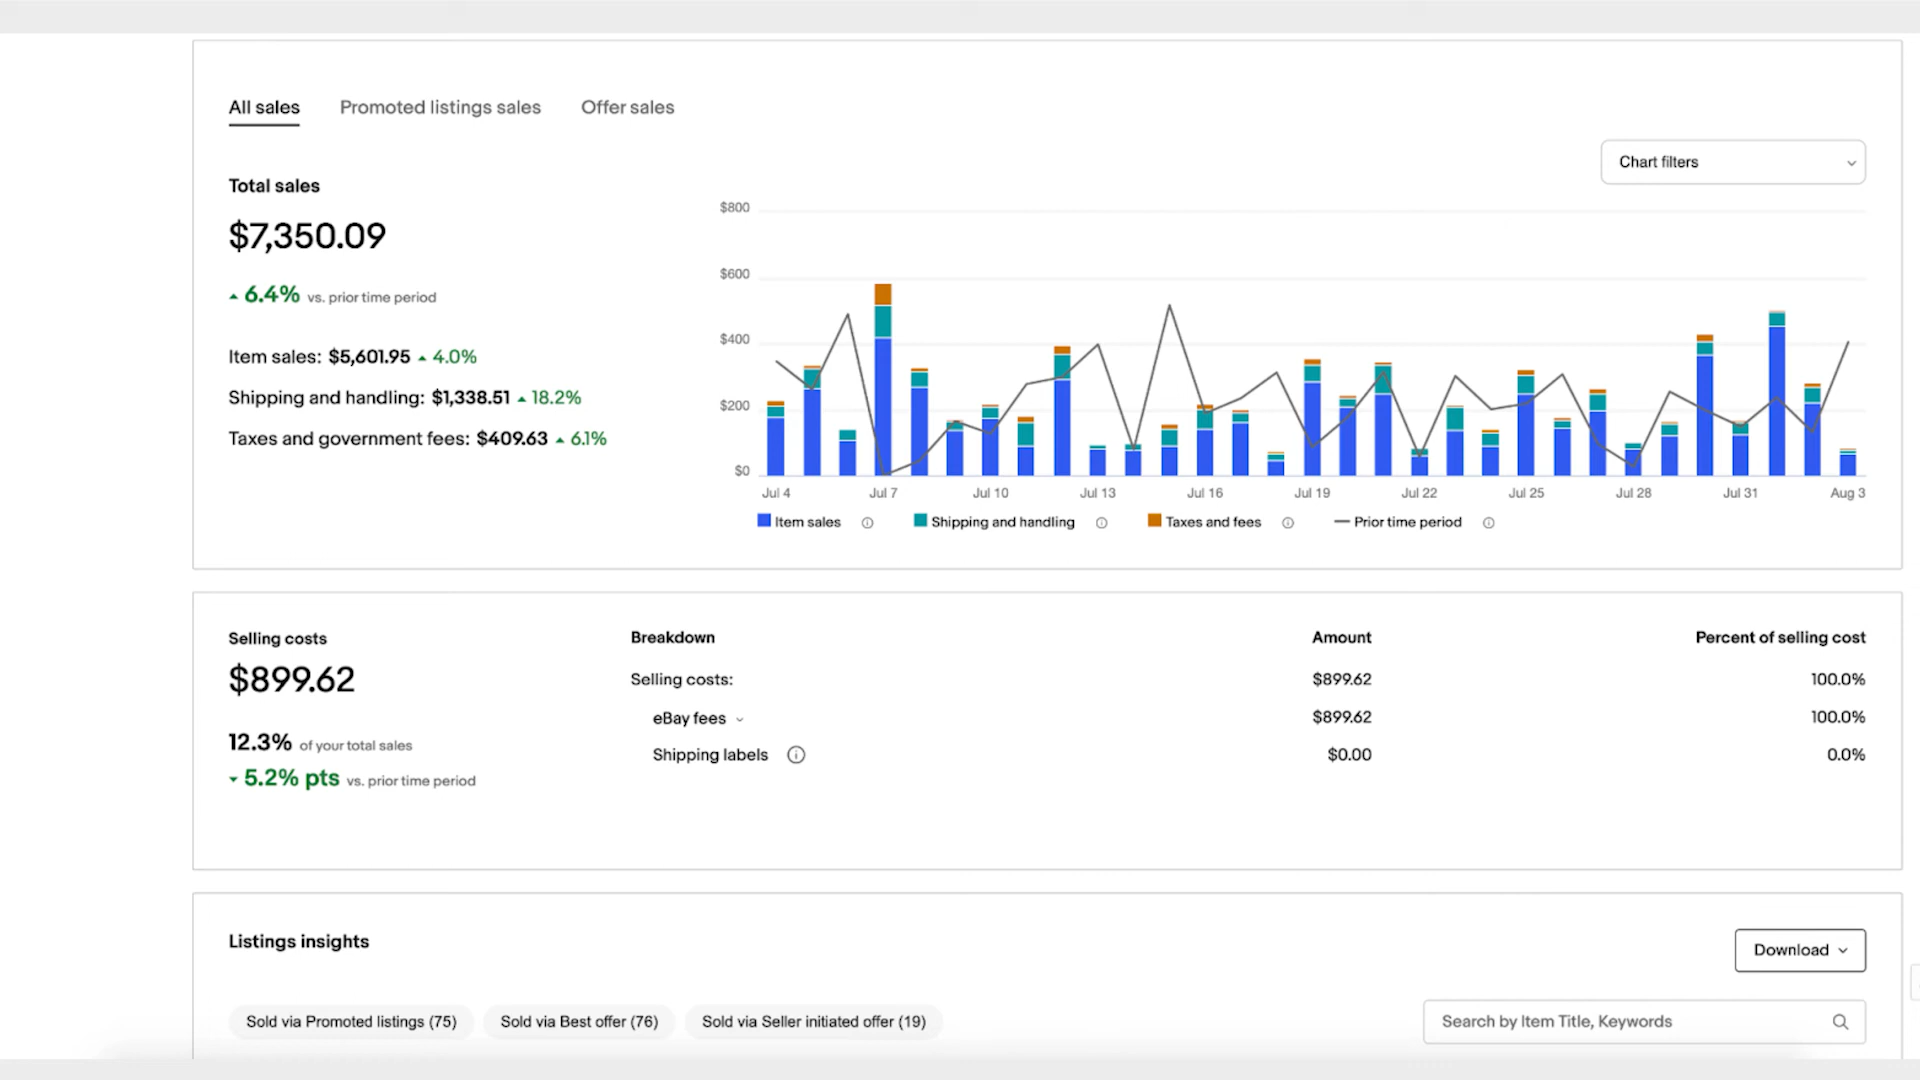 All sales Promoted listings sales Offer sales
Chart filters
Total sales
$7,350.09
6.4% vs. prior time period
Item sales: $5,601.95 4.0%
Shipping and handling: $1,338.51 18.2%
Taxes and government fees: $409.63 6.1%
$800
$600
$400
$200
$0
Jul 4 Jul 7 Jul 10 Jul 13 Jul 16 Jul 19 Jul 22 Jul 25 Jul 28 Jul 31 Aug 3
Item sales Shipping and handling Taxes and fees Prior time period
Selling costs
$899.62
12.3% of your total sales
5.2% pts vs. prior time period
Breakdown Amount Percent of selling cost
Selling costs: $899.62 100.0%
eBay fees $899.62 100.0%
Shipping labels $0.00 0.0%
Listings insights
Download
Sold via Promoted listings (75) Sold via Best offer (76) Sold via Seller initiated offer (19)
Search by Item Title, Keywords